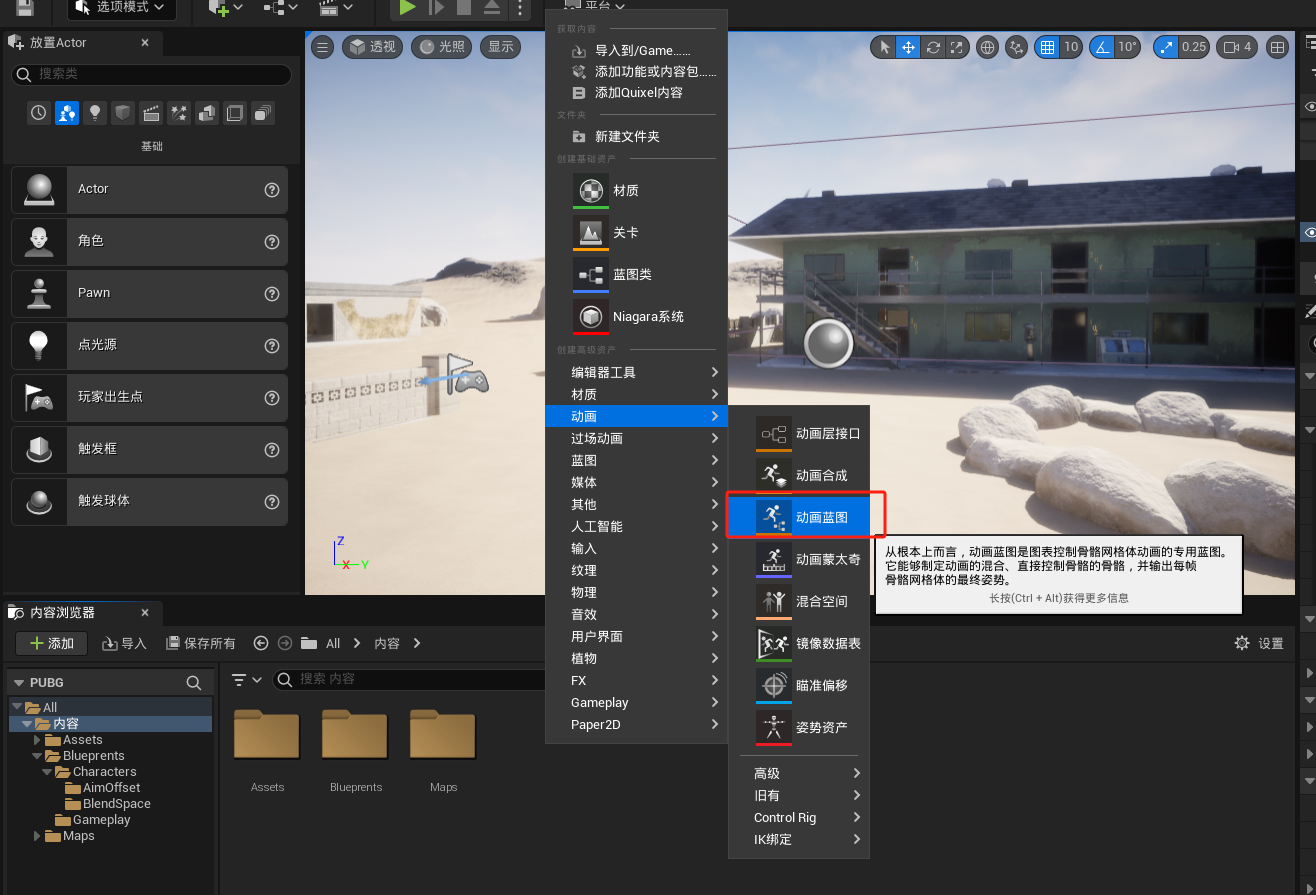 选项模式
平台
放置Actor
搜索类
基础
Actor
角色
Pawn
点光源
玩家出生点
触发框
触发球体
透视
光照
显示
10
10°
0.25
4
获取内容
导入到/Game......
添加功能或内容包......
添加Quixel内容
文件夹
新建文件夹
创建基础资产
材质
关卡
蓝图类
Niagara系统
创建高级资产
编辑器工具
材质
动画
过场动画
蓝图
媒体
其他
人工智能
输入
纹理
物理
音效
用户界面
植物
FX
Gameplay
Paper2D
动画层接口
动画合成
动画蓝图
动画蒙太奇
混合空间
镜像数据表
瞄准偏移
姿势资产
高级
旧有
Control Rig
IK绑定
从根本上而言，动画蓝图是图表控制骨骼网格体动画的专用蓝图。
它能够制定动画的混合、直接控制骨骼的骨骼，并输出每帧
骨骼网格体的最终姿势。
长按(Ctrl + Alt)获得更多信息
Z
X
Y
内容浏览器
添加
导入
保存所有
All
内容
设置
PUBG
搜索 内容
All
内容
Assets
Blueprents
Characters
AimOffset
BlendSpace
Gameplay
Maps
Assets
Blueprents
Maps